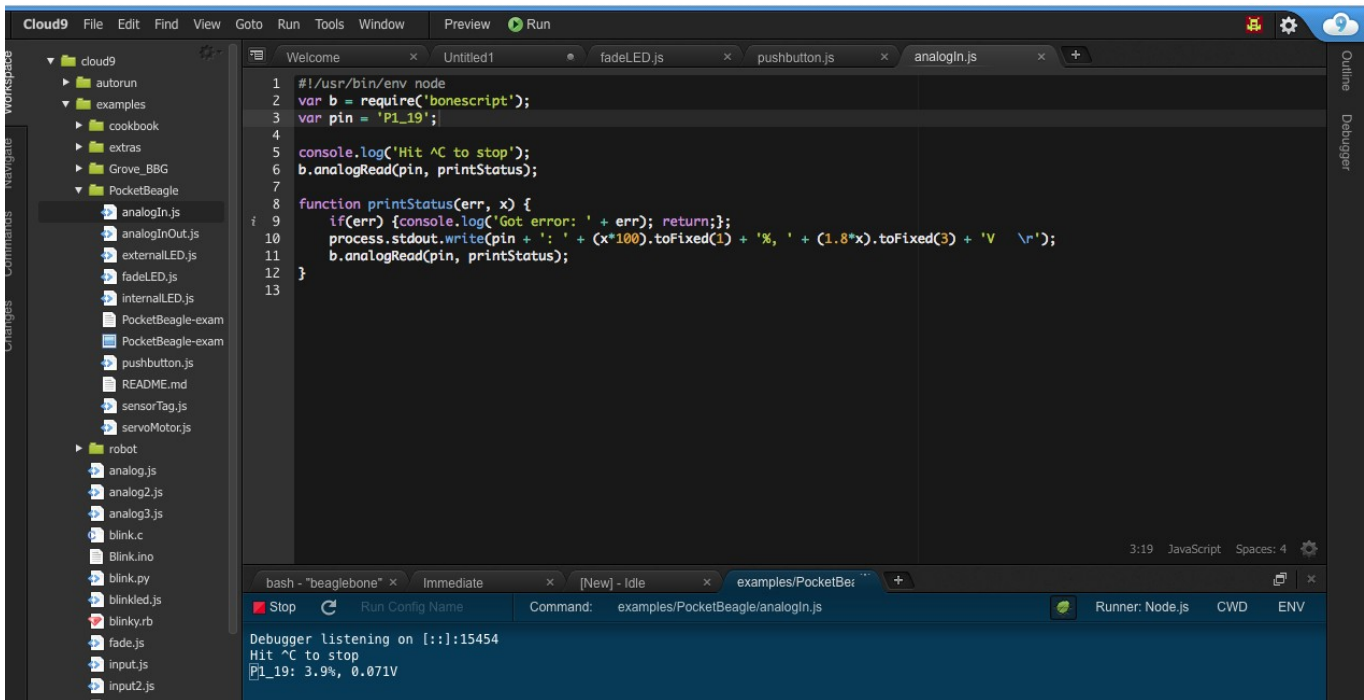 Cloud9 File Edit Find View Goto Run Tools Window Preview Run
9
Workspace
Navigate
Commands
Changes
cloud9
autorun
examples
cookbook
extras
Grove_BBG
PocketBeagle
analogIn.js
analogInOut.js
externalLED.js
fadeLED.js
internalLED.js
PocketBeagle-exam
PocketBeagle-exam
pushbutton.js
README.md
sensorTag.js
servoMotor.js
robot
analog.js
analog2.js
analog3.js
blink.c
Blink.ino
blink.py
blinkled.js
blinky.rb
fade.js
input.js
input2.js
Welcome × Untitled1 fadeLED.js × pushbutton.js × analogIn.js × +
1 #!/usr/bin/env node
2 var b = require('bonescript');
3 var pin = 'P1_19';
4
5 console.log('Hit ^C to stop');
6 b.analogRead(pin, printStatus);
7
8 function printStatus(err, x) {
i 9 if(err) {console.log('Got error: ' + err); return;};
10 process.stdout.write(pin + ': ' + (x*100).toFixed(1) + '%, ' + (1.8*x).toFixed(3) + 'V   \r');
11 b.analogRead(pin, printStatus);
12 }
13
3:19 JavaScript Spaces: 4
Outline
Debugger
bash - "beaglebone" × Immediate × [New] - Idle × examples/PocketBea +  ×
Stop Run Config Name Command: examples/PocketBeagle/analogIn.js Runner: Node.js CWD ENV
Debugger listening on [::]:15454
Hit ^C to stop
P1_19: 3.9%, 0.071V